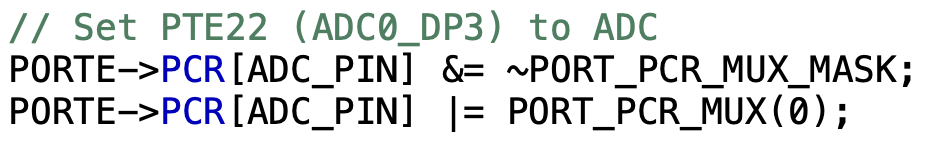 // Set PTE22 (ADC0_DP3) to ADC
PORTE->PCR[ADC_PIN] &= ~PORT_PCR_MUX_MASK;
PORTE->PCR[ADC_PIN] |= PORT_PCR_MUX(0);